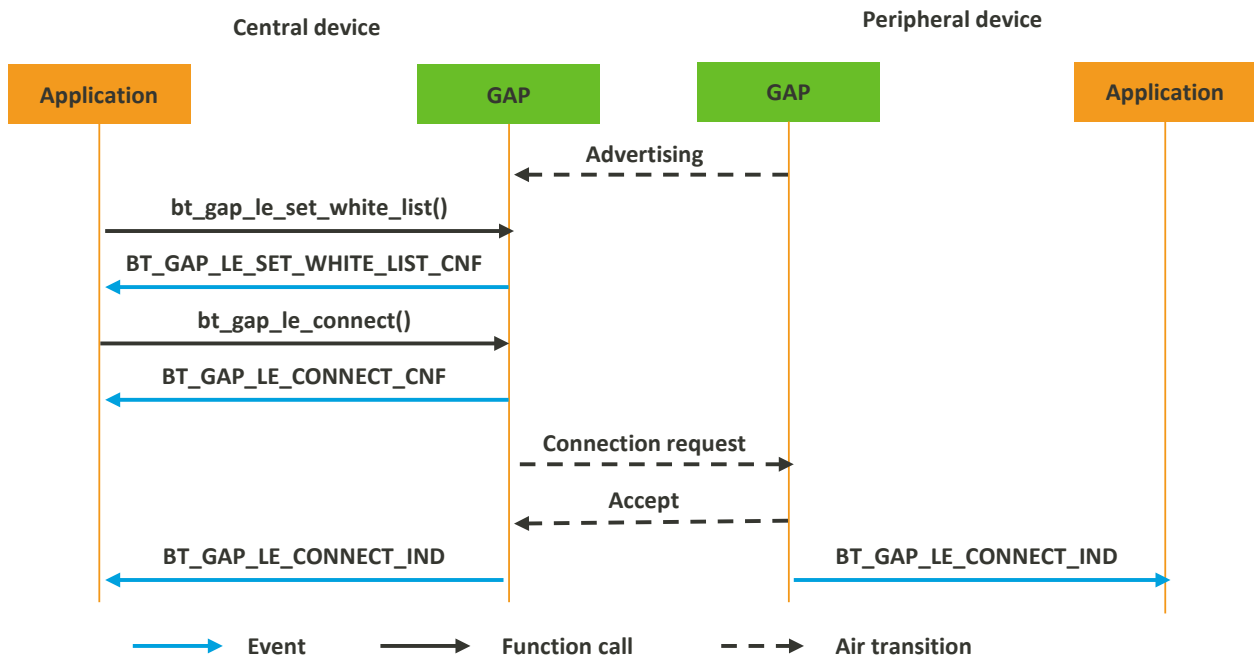 Central device
Peripheral device
Application
GAP
GAP
Application
Advertising
bt_gap_le_set_white_list()
BT_GAP_LE_SET_WHITE_LIST_CNF
bt_gap_le_connect()
BT_GAP_LE_CONNECT_CNF
Connection request
Accept
BT_GAP_LE_CONNECT_IND
BT_GAP_LE_CONNECT_IND
Event
Function call
Air transition